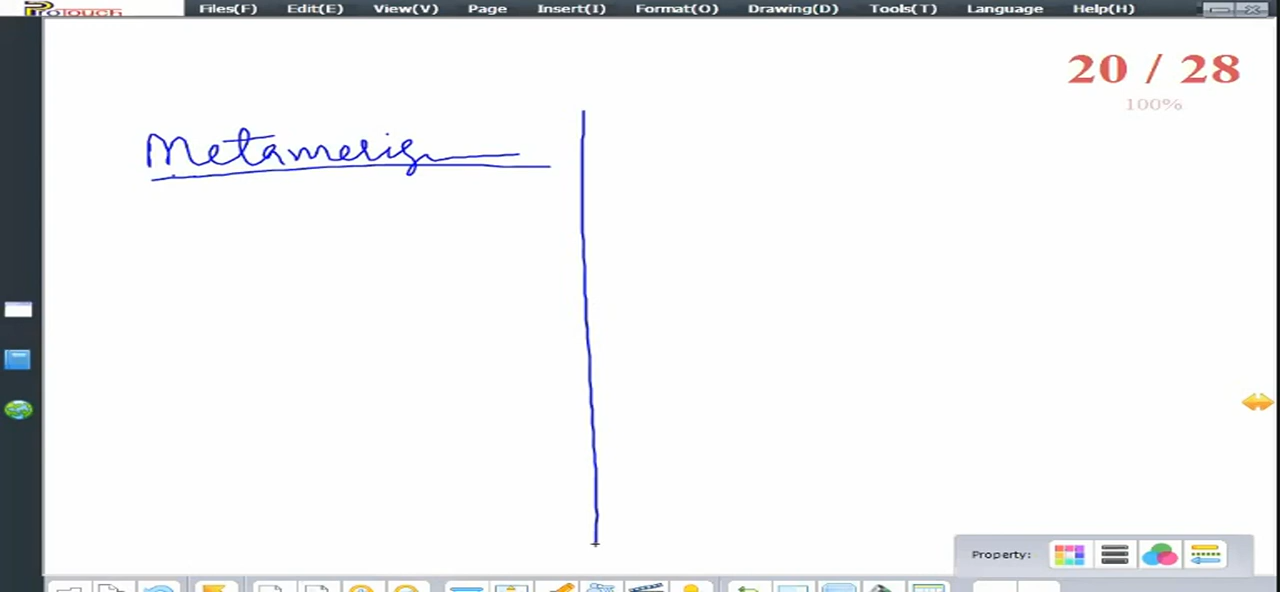 Files(F) Edit(E) View(V) Page Insert(I) Format(O) Drawing(D) Tools(T) Language Help(H)
20 / 28
100%
Metamerism
Property: